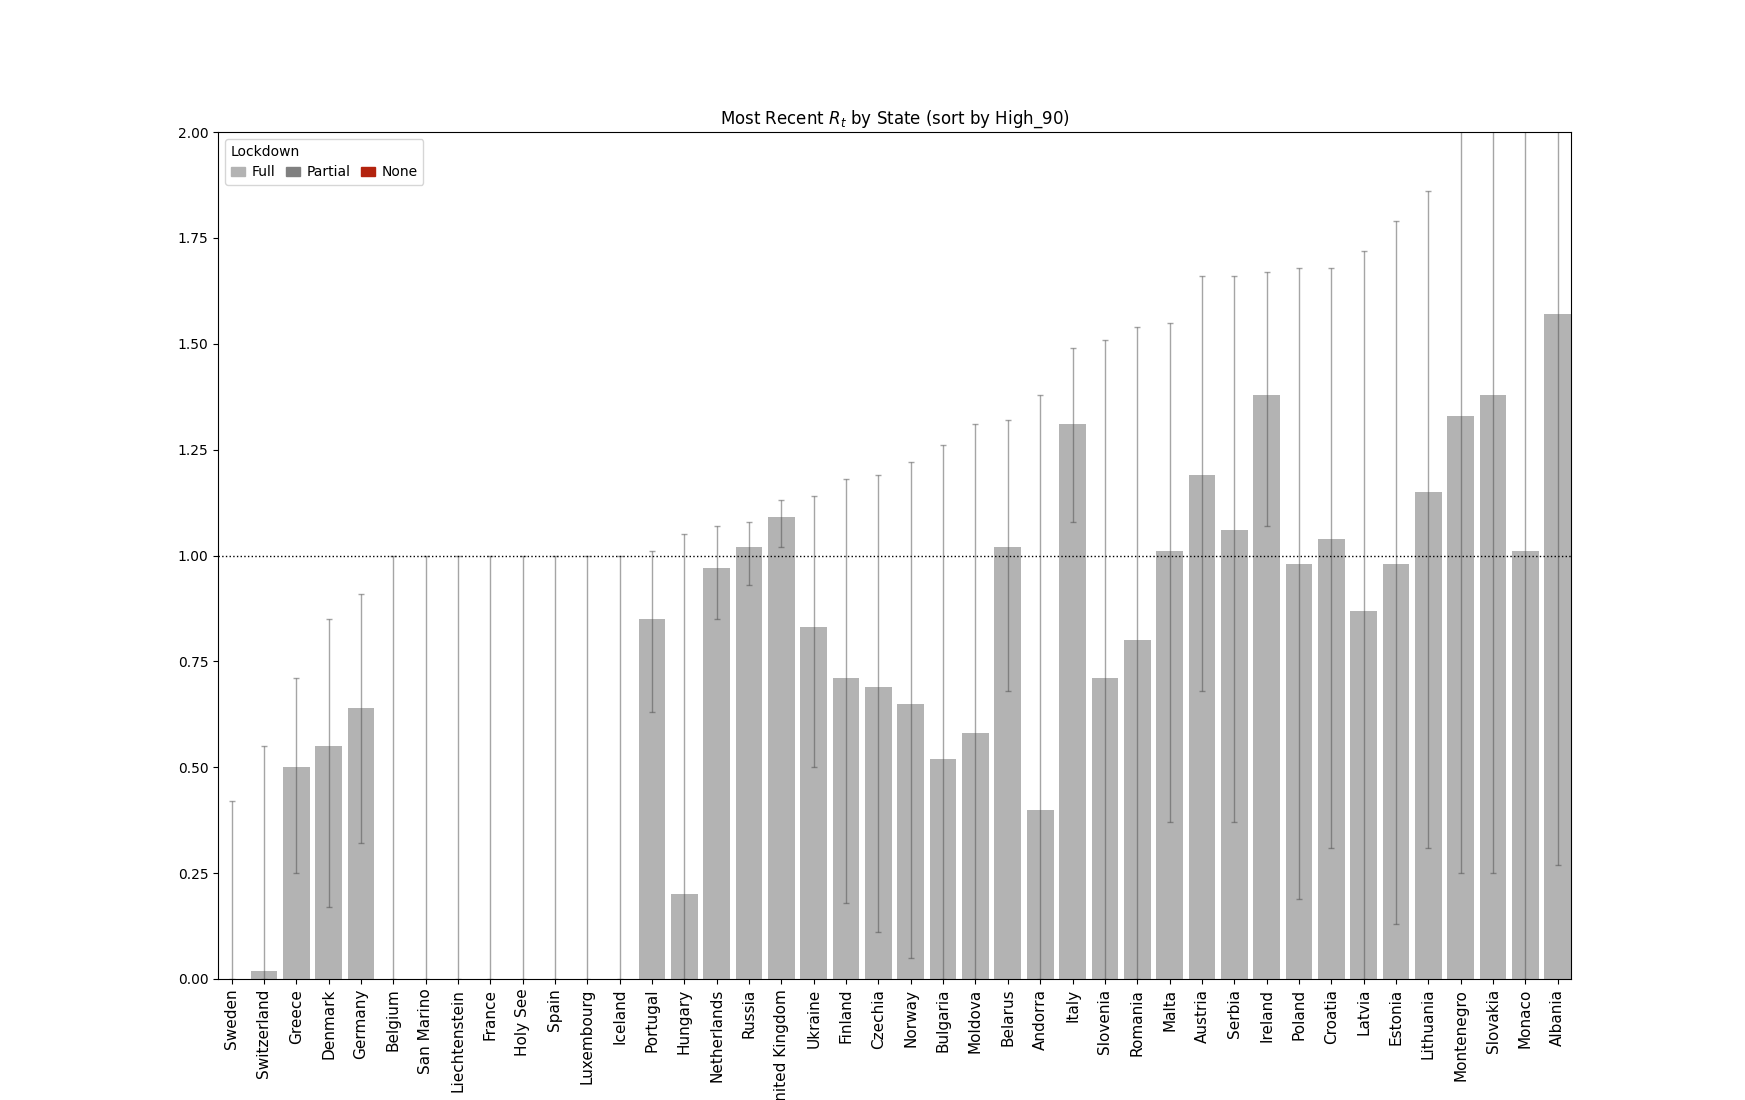 Most Recent R_t by State (sort by High_90)
2.00
Lockdown
Full Partial None
1.75
1.50
1.25
1.00
0.75
0.50
0.25
0.00
Sweden
Switzerland
Greece
Denmark
Germany
Belgium
San Marino
Liechtenstein
France
Holy See
Spain
Luxembourg
Iceland
Portugal
Hungary
Netherlands
Russia
nited Kingdom
Ukraine
Finland
Czechia
Norway
Bulgaria
Moldova
Belarus
Andorra
Italy
Slovenia
Romania
Malta
Austria
Serbia
Ireland
Poland
Croatia
Latvia
Estonia
Lithuania
Montenegro
Slovakia
Monaco
Albania